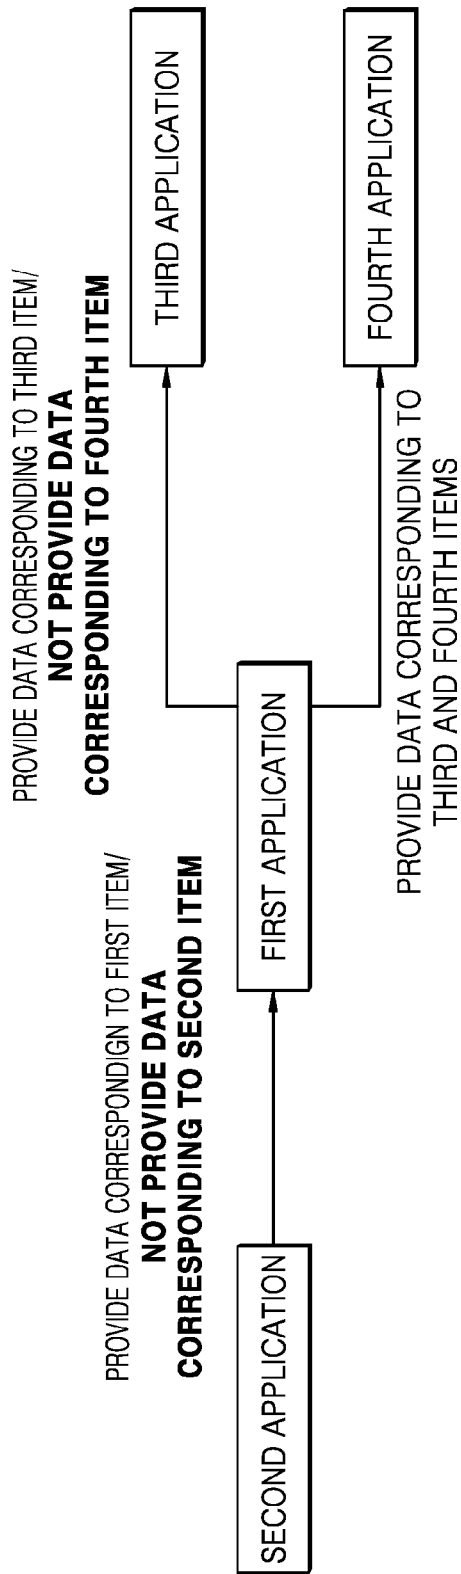 PROVIDE DATA CORRESPONDIGN TO FIRST ITEM/
NOT PROVIDE DATA
CORRESPONDING TO SECOND ITEM
SECOND APPLICATION
FIRST APPLICATION
PROVIDE DATA CORRESPONDING TO THIRD ITEM/
NOT PROVIDE DATA
CORRESPONDING TO FOURTH ITEM
THIRD APPLICATION
FOURTH APPLICATION
PROVIDE DATA CORRESPONDING TO
THIRD AND FOURTH ITEMS